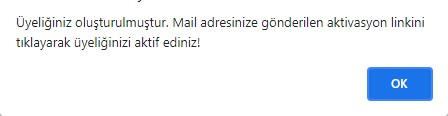 Üyeliğiniz oluşturulmuştur. Mail adresinize gönderilen aktivasyon linkini
tıklayarak üyeliğinizi aktif ediniz!
OK